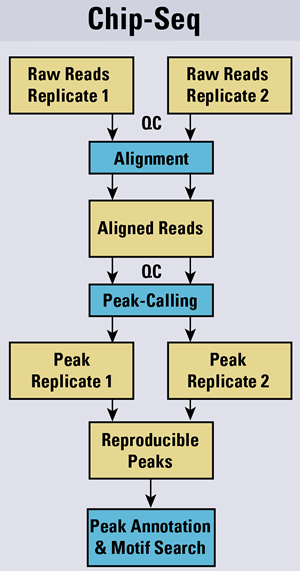 Chip-Seq
Raw Reads
Replicate 1
Raw Reads
Replicate 2
QC
Alignment
Aligned Reads
QC
Peak-Calling
Peak
Replicate 1
Peak
Replicate 2
Reproducible
Peaks
Peak Annotation
& Motif Search